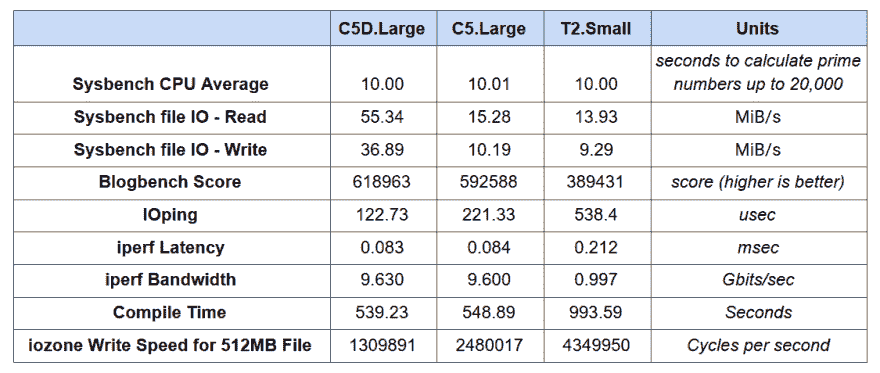 C5D.Large C5.Large T2.Small Units
Sysbench CPU Average 10.00 10.01 10.00 seconds to calculate prime numbers up to 20,000
Sysbench file IO - Read 55.34 15.28 13.93 MiB/s
Sysbench file IO - Write 36.89 10.19 9.29 MiB/s
Blogbench Score 618963 592588 389431 score (higher is better)
IOping 122.73 221.33 538.4 usec
iperf Latency 0.083 0.084 0.212 msec
iperf Bandwidth 9.630 9.600 0.997 Gbits/sec
Compile Time 539.23 548.89 993.59 Seconds
iozone Write Speed for 512MB File 1309891 2480017 4349950 Cycles per second